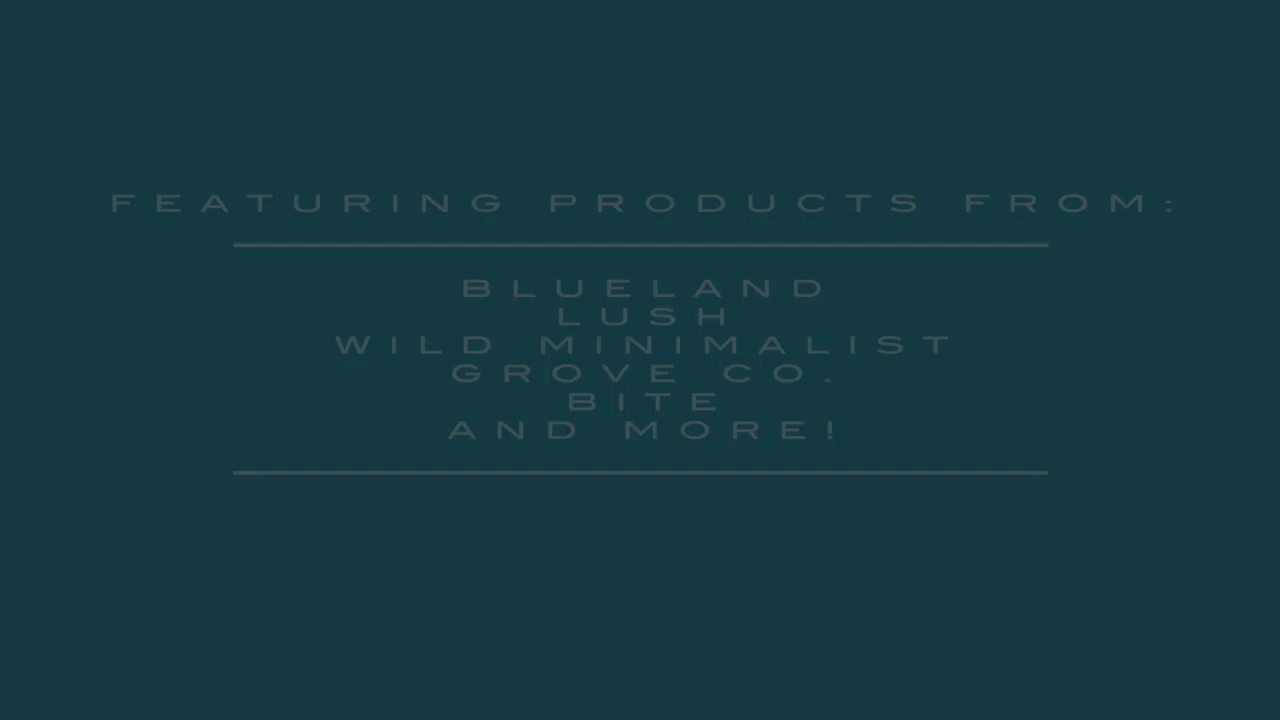 FEATURING PRODUCTS FROM:
BLUELAND
LUSH
WILD MINIMALIST
GROVE CO.
BITE
AND MORE!